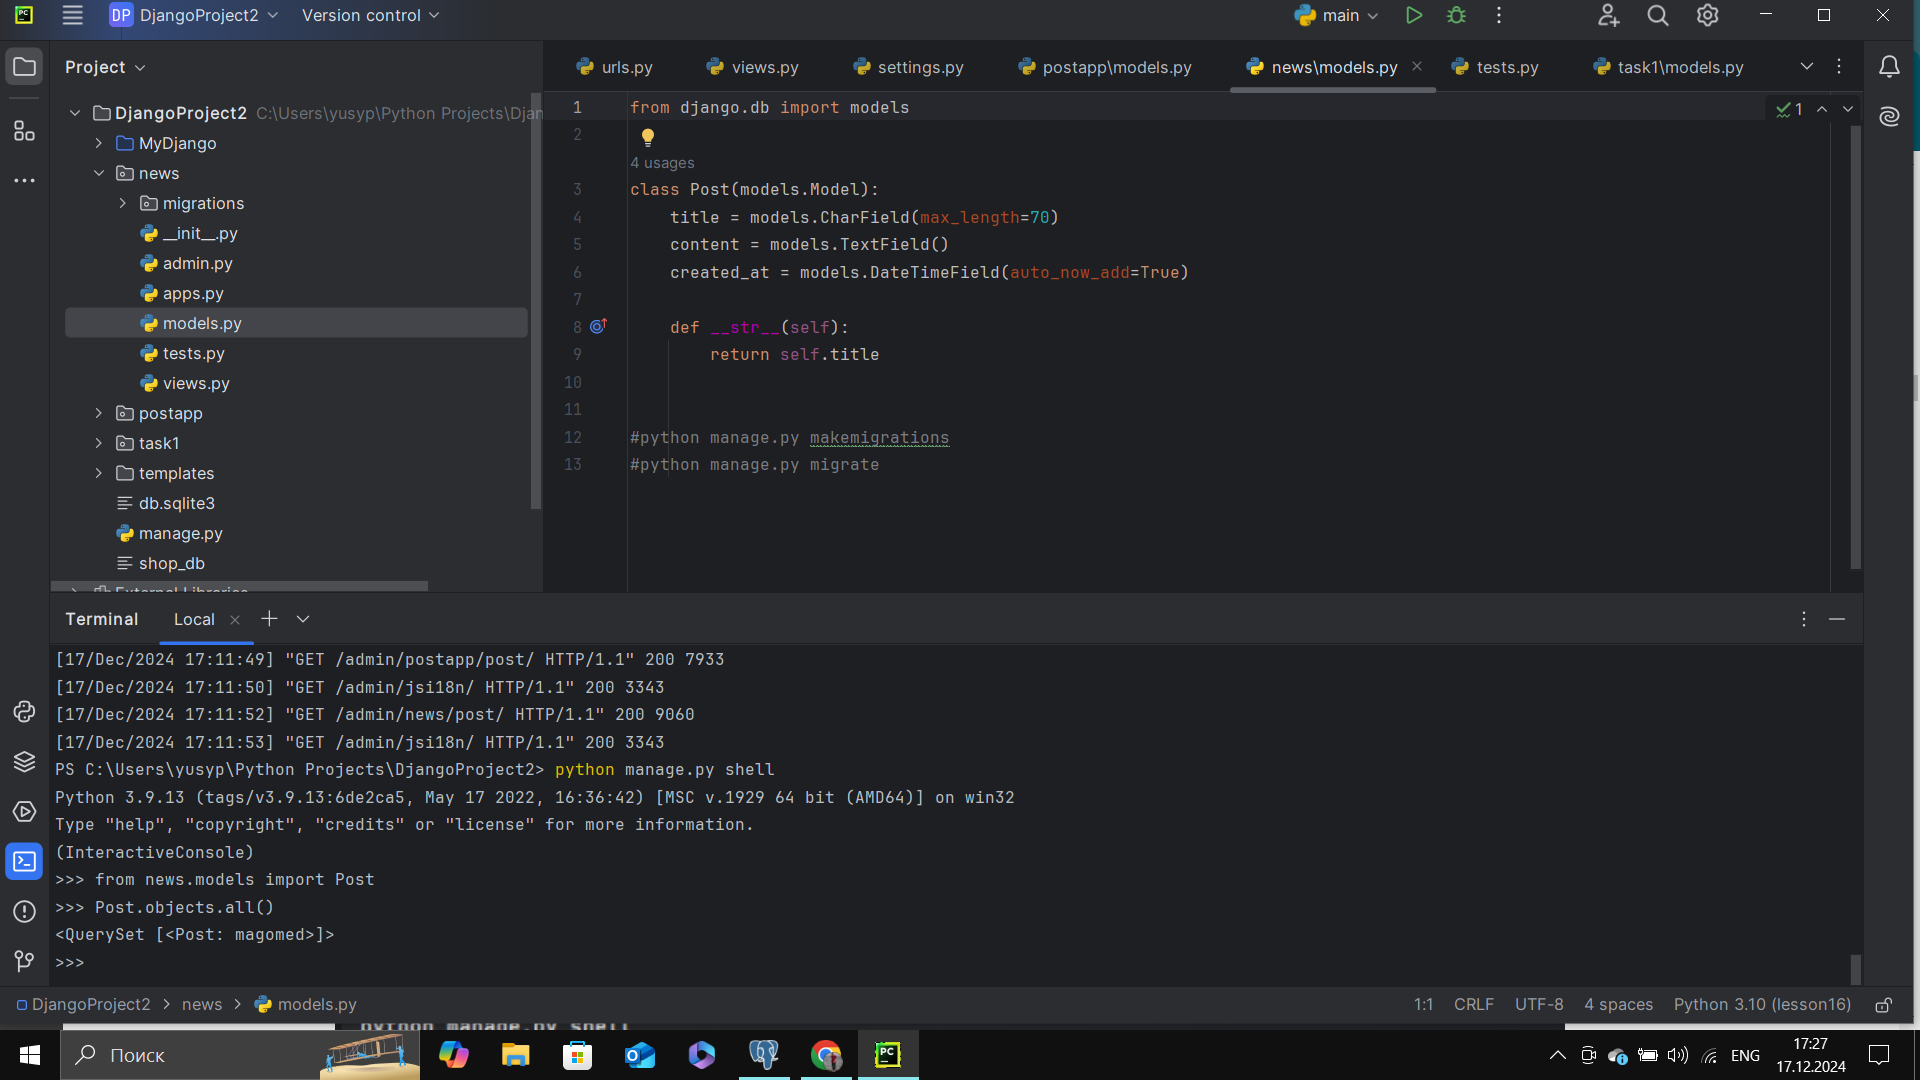 PC DP DjangoProject2 Version control main
Project
urls.py views.py settings.py postapp\models.py news\models.py tests.py task1\models.py
DjangoProject2 C:\Users\yusyp\Python Projects\Djan
MyDjango
news
migrations
__init__.py
admin.py
apps.py
models.py
tests.py
views.py
postapp
task1
templates
db.sqlite3
manage.py
shop_db
External Libraries
1 from django.db import models
1
2
4 usages
3 class Post(models.Model):
4 title = models.CharField(max_length=70)
5 content = models.TextField()
6 created_at = models.DateTimeField(auto_now_add=True)
7
8 def __str__(self):
9 return self.title
10
11
12 #python manage.py makemigrations
13 #python manage.py migrate
Terminal Local
[17/Dec/2024 17:11:49] "GET /admin/postapp/post/ HTTP/1.1" 200 7933
[17/Dec/2024 17:11:50] "GET /admin/jsi18n/ HTTP/1.1" 200 3343
[17/Dec/2024 17:11:52] "GET /admin/news/post/ HTTP/1.1" 200 9060
[17/Dec/2024 17:11:53] "GET /admin/jsi18n/ HTTP/1.1" 200 3343
PS C:\Users\yusyp\Python Projects\DjangoProject2> python manage.py shell
Python 3.9.13 (tags/v3.9.13:6de2ca5, May 17 2022, 16:36:42) [MSC v.1929 64 bit (AMD64)] on win32
Type "help", "copyright", "credits" or "license" for more information.
(InteractiveConsole)
>>> from news.models import Post
>>> Post.objects.all()
<QuerySet [<Post: magomed>]>
>>>
DjangoProject2 > news > models.py 1:1 CRLF UTF-8 4 spaces Python 3.10 (lesson16)
python manage.py shell
Поиск
PC
ENG
17:27
17.12.2024